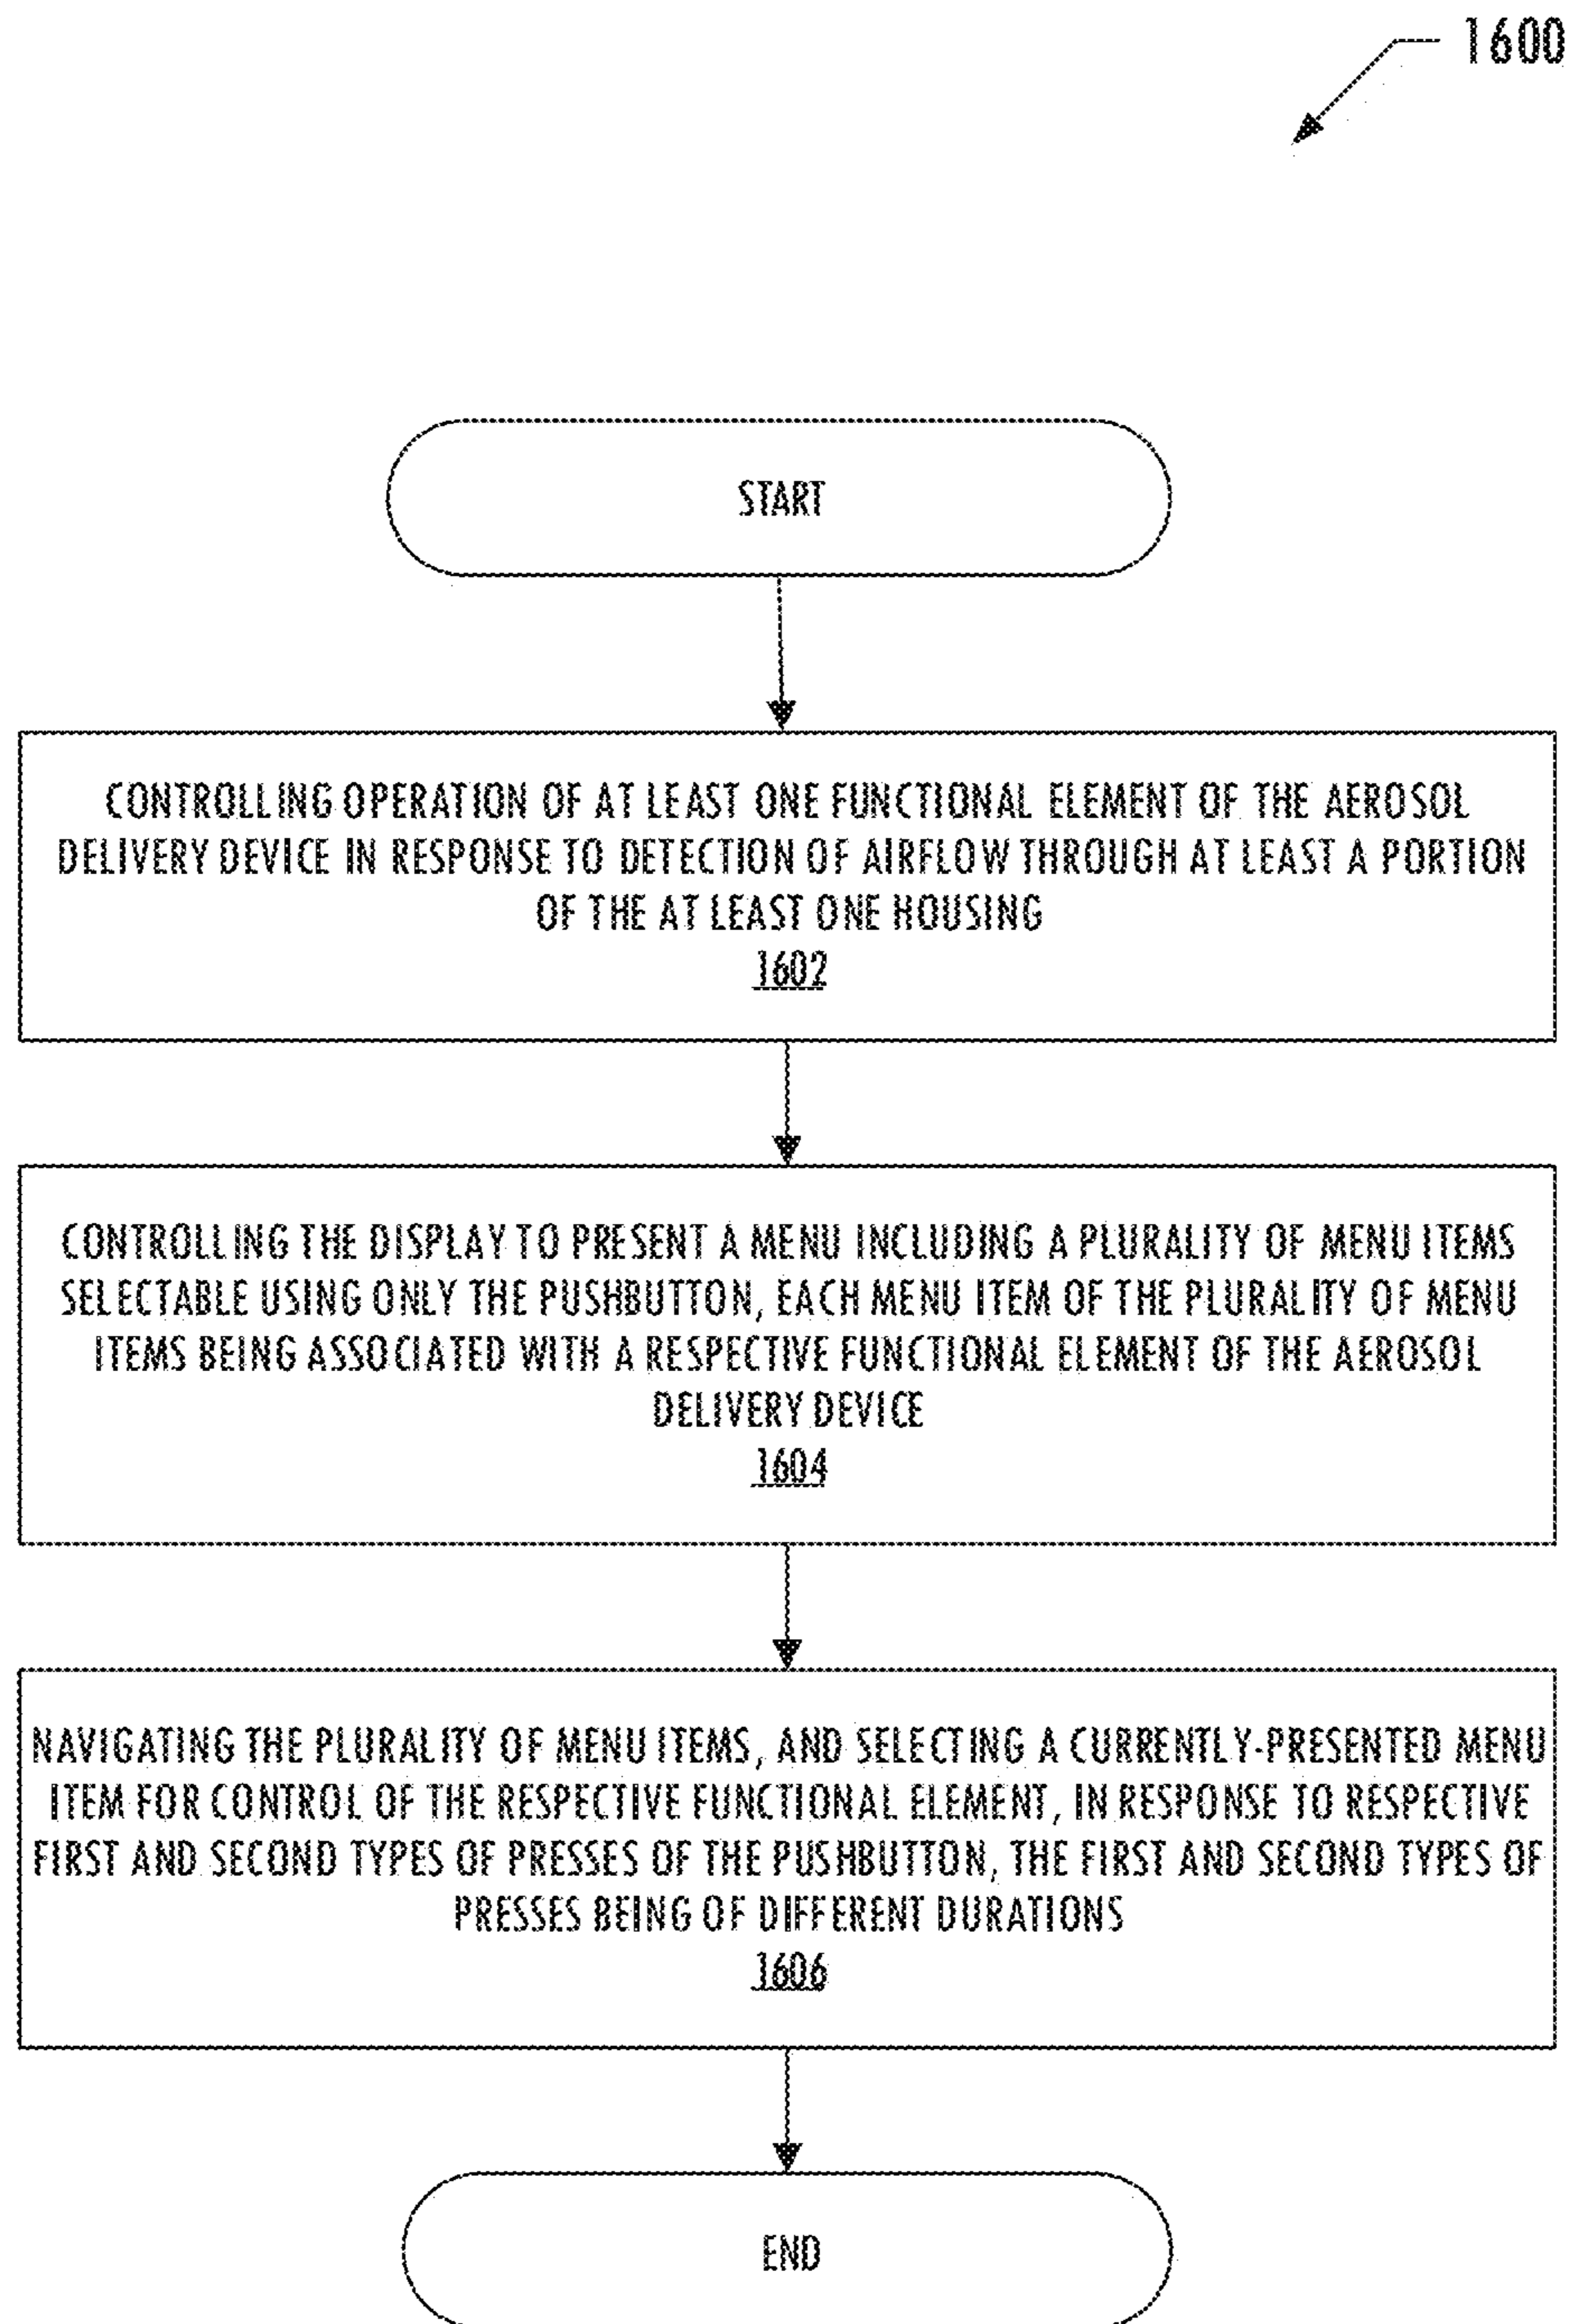 1600
START
CONTROLLING OPERATION OF AT LEAST ONE FUNCTIONAL ELEMENT OF THE AEROSOL
DELIVERY DEVICE IN RESPONSE TO DETECTION OF AIRFLOW THROUGH AT LEAST A PORTION
OF THE AT LEAST ONE HOUSING
1602
CONTROLLING THE DISPLAY TO PRESENT A MENU INCLUDING A PLURALITY OF MENU ITEMS
SELECTABLE USING ONLY THE PUSHBUTTON, EACH MENU ITEM OF THE PLURALITY OF MENU
ITEMS BEING ASSOCIATED WITH A RESPECTIVE FUNCTIONAL ELEMENT OF THE AEROSOL
DELIVERY DEVICE
1604
NAVIGATING THE PLURALITY OF MENU ITEMS, AND SELECTING A CURRENTLY-PRESENTED MENU
ITEM FOR CONTROL OF THE RESPECTIVE FUNCTIONAL ELEMENT, IN RESPONSE TO RESPECTIVE
FIRST AND SECOND TYPES OF PRESSES OF THE PUSHBUTTON, THE FIRST AND SECOND TYPES OF
PRESSES BEING OF DIFFERENT DURATIONS
1606
END